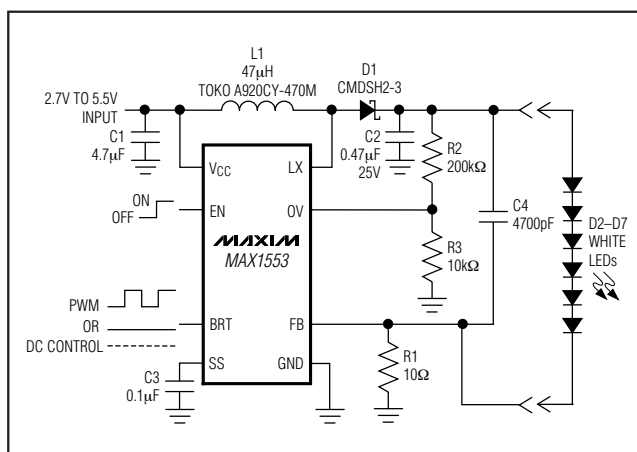 L1
47µH
TOKO A920CY-470M
D1
CMDSH2-3
2.7V TO 5.5V
INPUT
C1
4.7µF
C2
0.47µF
25V
R2
200kΩ
VCC
LX
ON
OFF
EN
OV
C4
4700pF
D2–D7
WHITE
LEDs
MAXIM
MAX1553
R3
10kΩ
PWM
OR
DC CONTROL
BRT
FB
SS
GND
R1
10Ω
C3
0.1µF